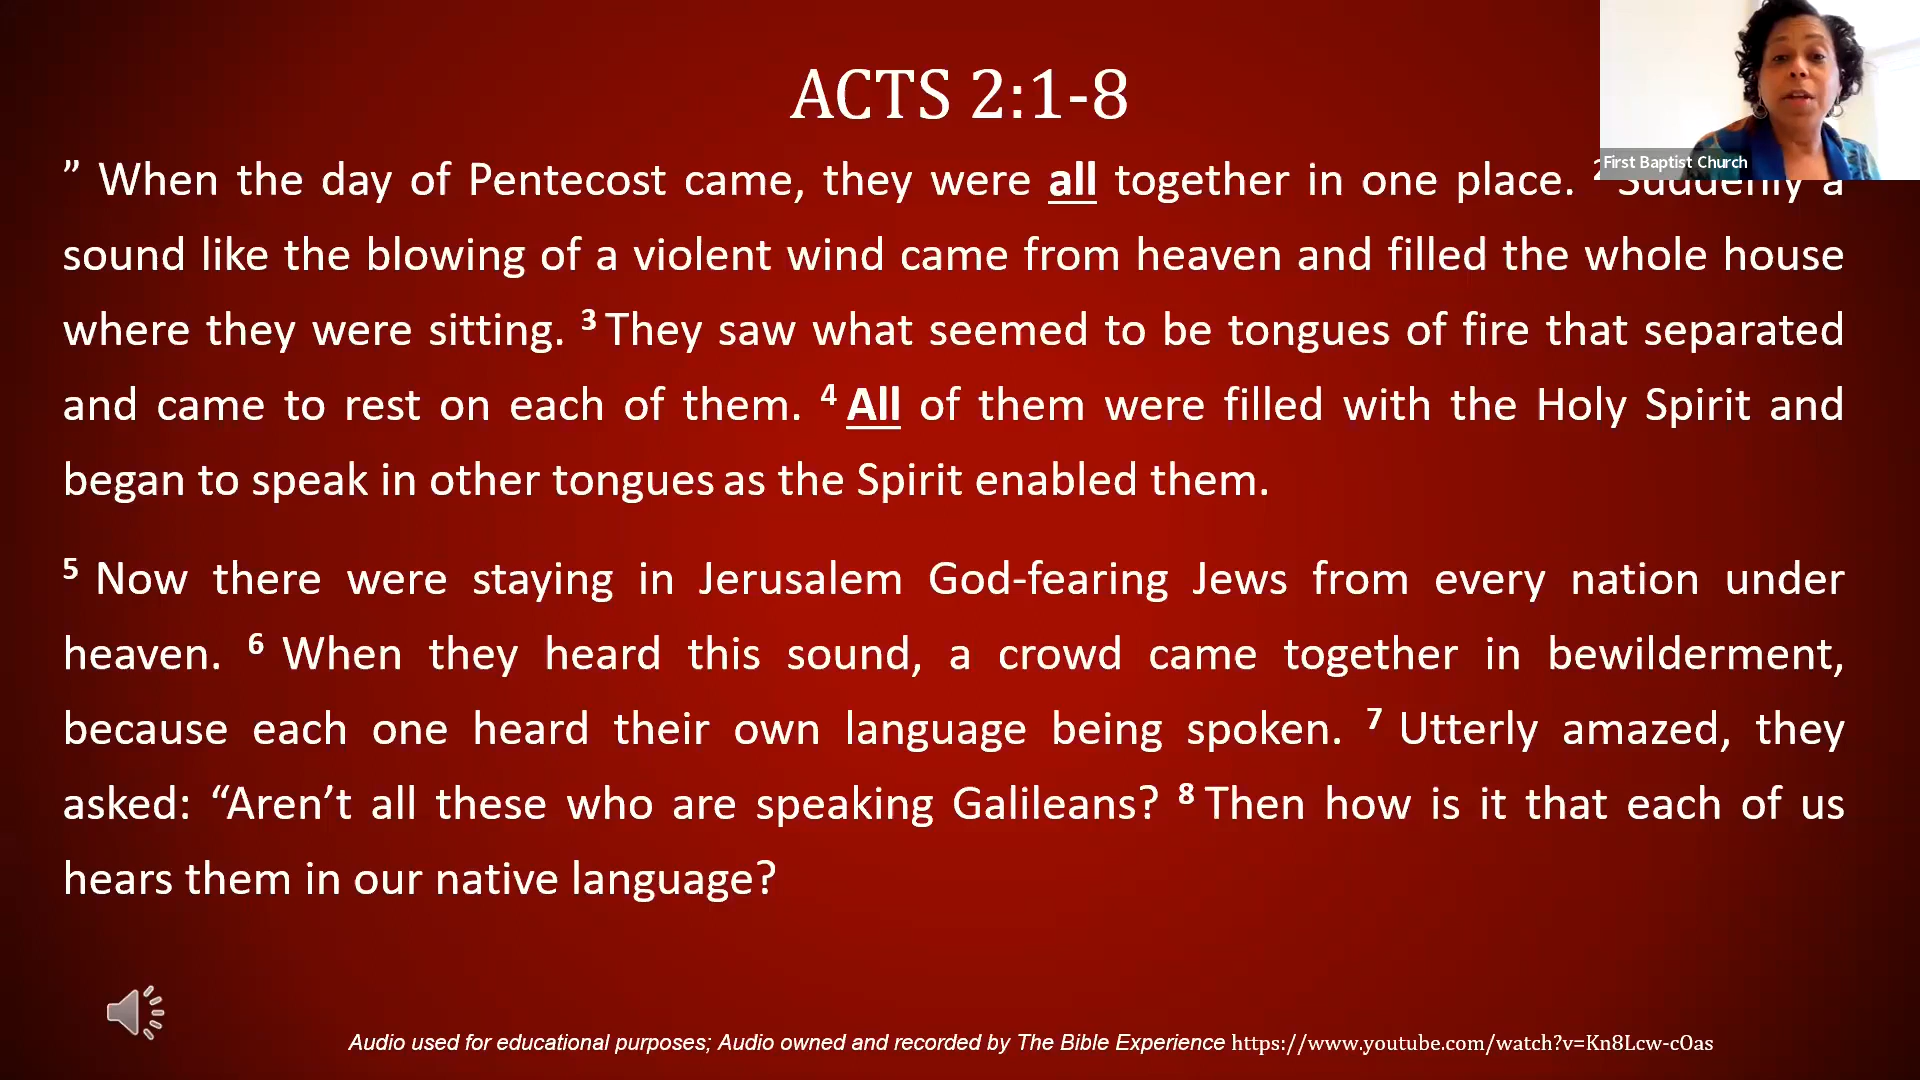 ACTS 2:1-8
” When the day of Pentecost came, they were all together in one place. 2 Suddenly a
First Baptist Church
sound like the blowing of a violent wind came from heaven and filled the whole house
where they were sitting. 3 They saw what seemed to be tongues of fire that separated
and came to rest on each of them. 4 All of them were filled with the Holy Spirit and
began to speak in other tongues as the Spirit enabled them.
5 Now there were staying in Jerusalem God-fearing Jews from every nation under
heaven. 6 When they heard this sound, a crowd came together in bewilderment,
because each one heard their own language being spoken. 7 Utterly amazed, they
asked: “Aren’t all these who are speaking Galileans? 8 Then how is it that each of us
hears them in our native language?
Audio used for educational purposes; Audio owned and recorded by The Bible Experience https://www.youtube.com/watch?v=Kn8Lcw-cOas